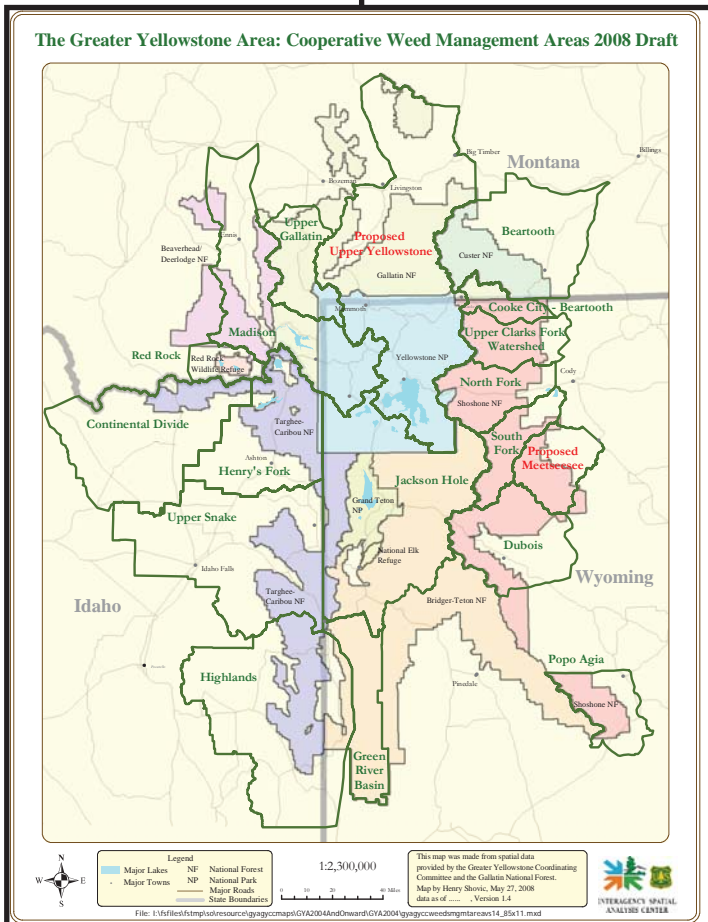 The Greater Yellowstone Area: Cooperative Weed Management Areas 2008 Draft
Big Timber
Billings
Montana
Bozeman
Livingston
Upper
Gallatin
Proposed
Upper Yellowstone
Beartooth
Ennis
Beaverhead/
Deerlodge NF
Custer NF
Gallatin NF
Mammoth
Cooke City - Beartooth
Madison
Upper Clarks Fork
Watershed
Red Rock
Red Rock
Wildlife Refuge
Yellowstone NP
North Fork
Cody
Shoshone NF
Continental Divide
Targhee-
Caribou NF
South
Fork
Proposed
Meetseesee
Ashton
Henry's Fork
Jackson Hole
Grand Teton
NP
Upper Snake
Dubois
National Elk
Refuge
Idaho Falls
Wyoming
Idaho
Targhee-
Caribou NF
Bridger-Teton NF
Popo Agia
Highlands
Pinedale
Shoshone NF
Green
River
Basin
N
W
E
S
Legend
Major Lakes
NF
National Forest
Major Towns
NP
National Park
Major Roads
State Boundaries
1:2,300,000
0
20
40 Miles
This map was made from spatial data
provided by the Greater Yellowstone Coordinating
Committee and the Gallatin National Forest.
Map by Henry Shovic, May 27, 2008
data as of ...... , Version 1.4
INTERAGENCY SPATIAL
ANALYSIS CENTER
File: I:\fsfiles\fstmp\so\resource\gyagyccmaps\GYA2004AndOnward\GYA2004\gyagyccweedsmgmtareavs14_85x11.mxd